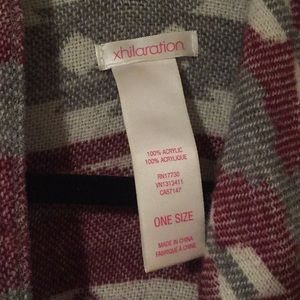 xhilaration
100% ACRYLIC
100% ACRYLIQUE
RN17730
VN1313411
CA57147
ONE SIZE
MADE IN CHINA
FABRIQUÉ À CHINE